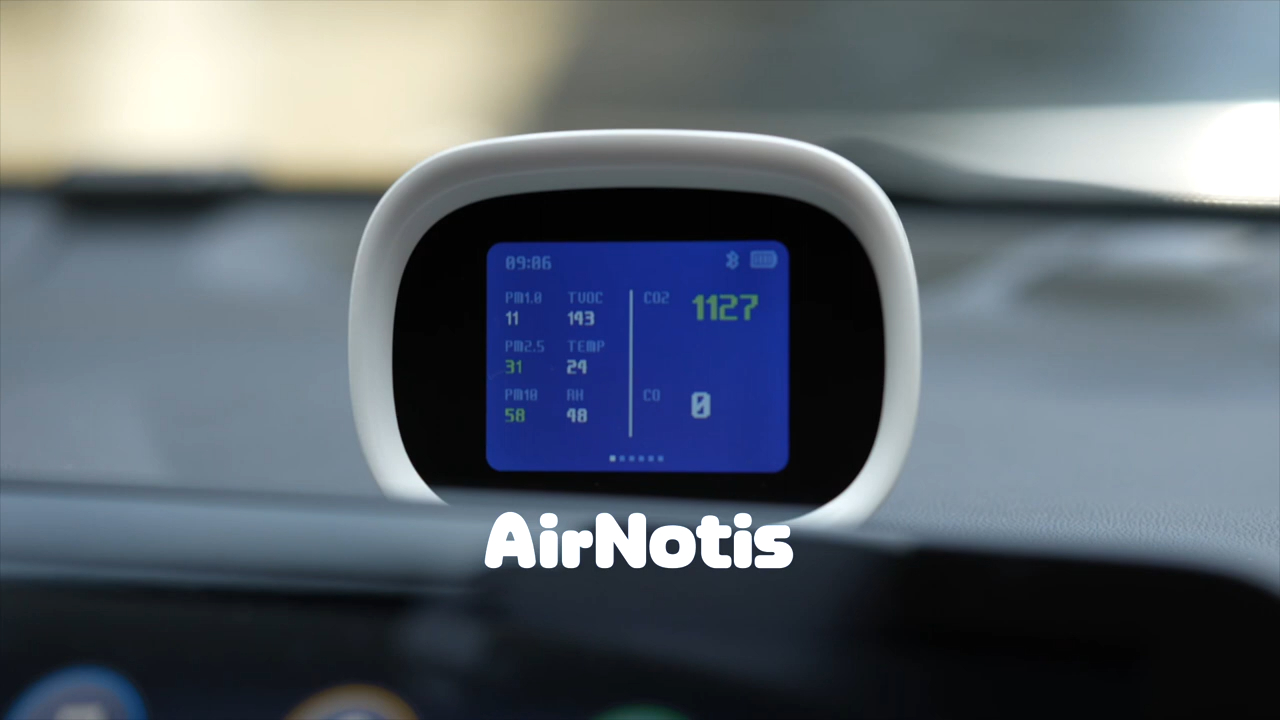 09:06
PM1.0 TVOC CO2 1127
11 143
PM2.5 TEMP
31 24
PM10 RH CO 0
58 48
AirNotis